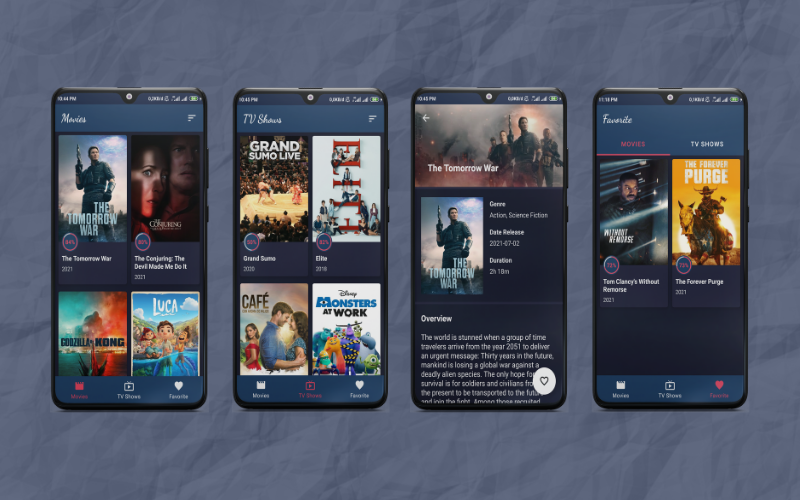 10:44 PM
Movies
THE TOMORROW WAR
THE CONJURING
The Tomorrow War
2021
The Conjuring: The
Devil Made Me Do It
2021
GODZILLA KONG
LUCA
Movies
TV Shows
Favorite
10:45 PM
TV Shows
GRAND
SUMO LIVE
ELITE
Grand Sumo
2020
Elite
2018
CAFÉ
Disney
MONSTERS
AT WORK
Movies
TV Shows
Favorite
10:45 PM
The Tomorrow War
THE
TOMORROW
WAR
Genre
Action, Science Fiction
Date Release
2021-07-02
Duration
2h 18m
Overview
The world is stunned when a group of time
travelers arrive from the year 2051 to deliver
an urgent message: Thirty years in the future,
mankind is losing a global war against a
deadly alien species. The only hope for
survival is for soldiers and civilians from
the present to be transported to the future
and join the fight. Among those recruited
11:18 PM
Favorite
MOVIES
TV SHOWS
WITHOUT
REMORSE
THE FOREVER
PURGE
Tom Clancy's Without
Remorse
2021
The Forever Purge
2021
Movies
TV Shows
Favorite